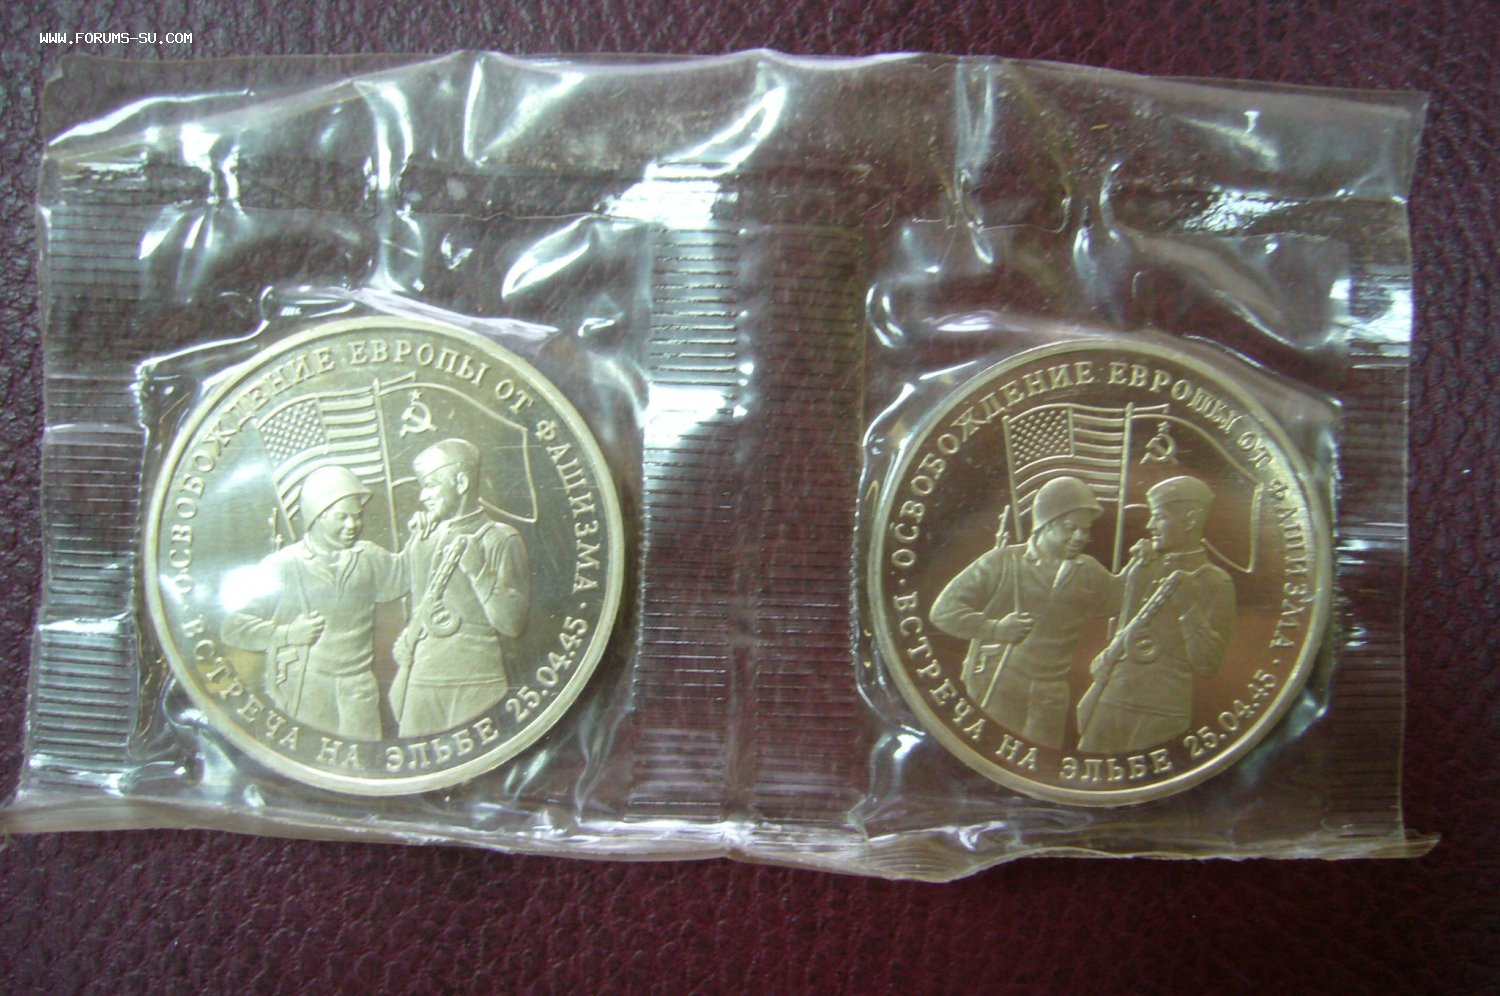 WWW.FORUMS-SU.COM
ОСВОБОЖДЕНИЕ ЕВРОПЫ ОТ ФАШИЗМА
· ВСТРЕЧА НА ЭЛЬБЕ 25.04.45 ·
ОСВОБОЖДЕНИЕ ЕВРОПЫ ОТ ФАШИЗМА
· ВСТРЕЧА НА ЭЛЬБЕ 25.04.45 ·